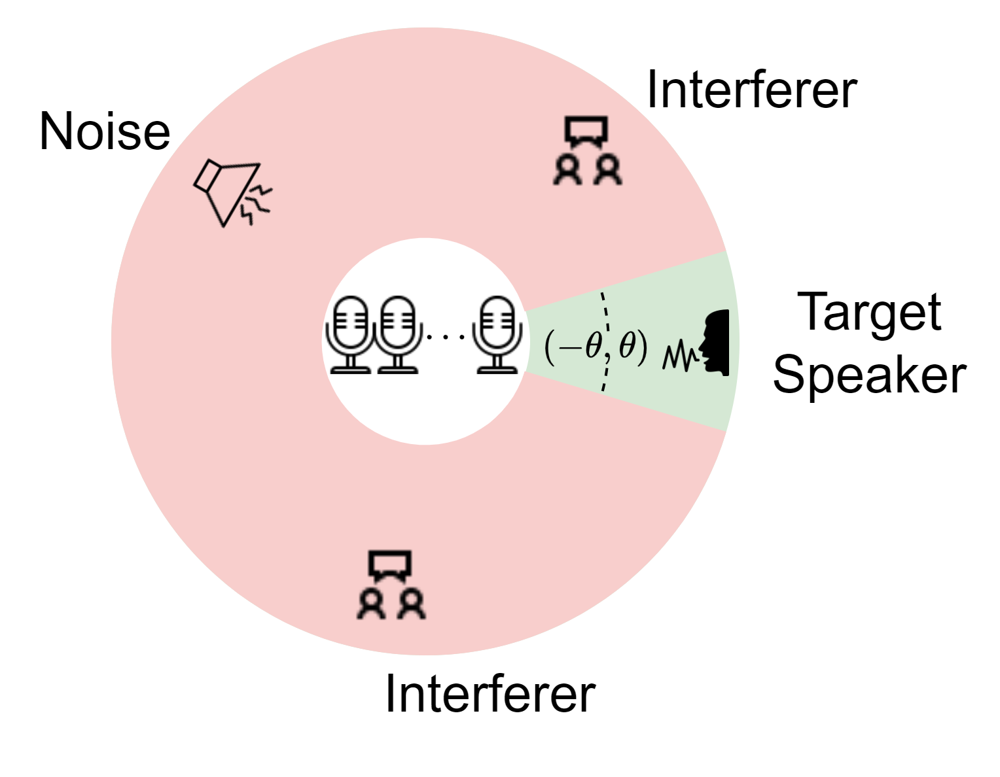 Interferer
Noise
Target
Speaker
...
(−θ, θ)
Interferer